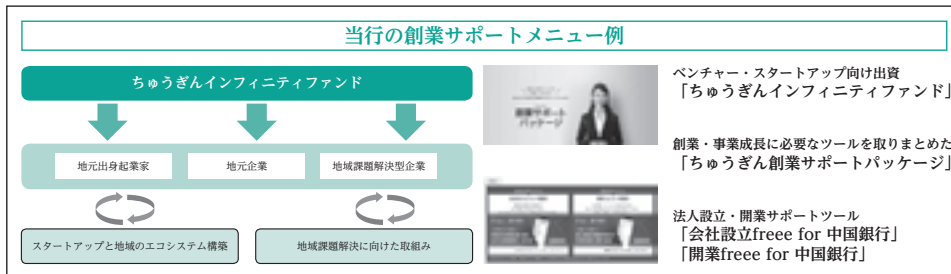 当行の創業サポートメニュー例
ちゅうぎんインフィニティファンド
地元出身起業家
地元企業
地域課題解決型企業
スタートアップと地域のエコシステム構築
地域課題解決に向けた取組み
創業サポート
パッケージ
ベンチャー・スタートアップ向け出資
「ちゅうぎんインフィニティファンド」
創業・事業成長に必要なツールを取りまとめた
「ちゅうぎん創業サポートパッケージ」
法人設立・開業サポートツール
「会社設立freee for 中国銀行」
「開業freee for 中国銀行」